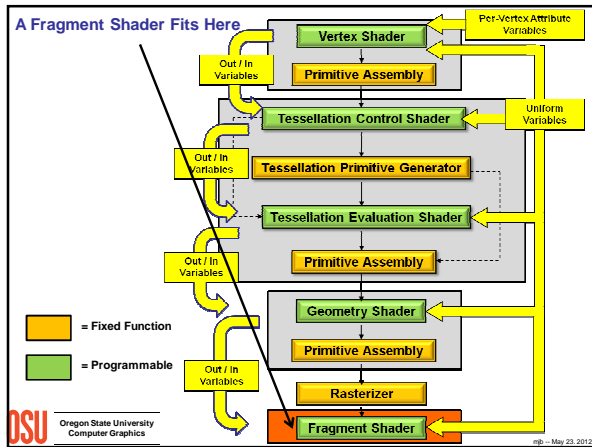 A Fragment Shader Fits Here
Per-Vertex Attribute
Variables
Vertex Shader
Out / In
Variables
Primitive Assembly
Uniform
Variables
Tessellation Control Shader
Out / In
Variables
Tessellation Primitive Generator
Tessellation Evaluation Shader
Out / In
Variables
Primitive Assembly
Geometry Shader
= Fixed Function
Primitive Assembly
= Programmable
Out / In
Variables
Rasterizer
Fragment Shader
OSU
Oregon State University
Computer Graphics
mjb – May 23, 2012